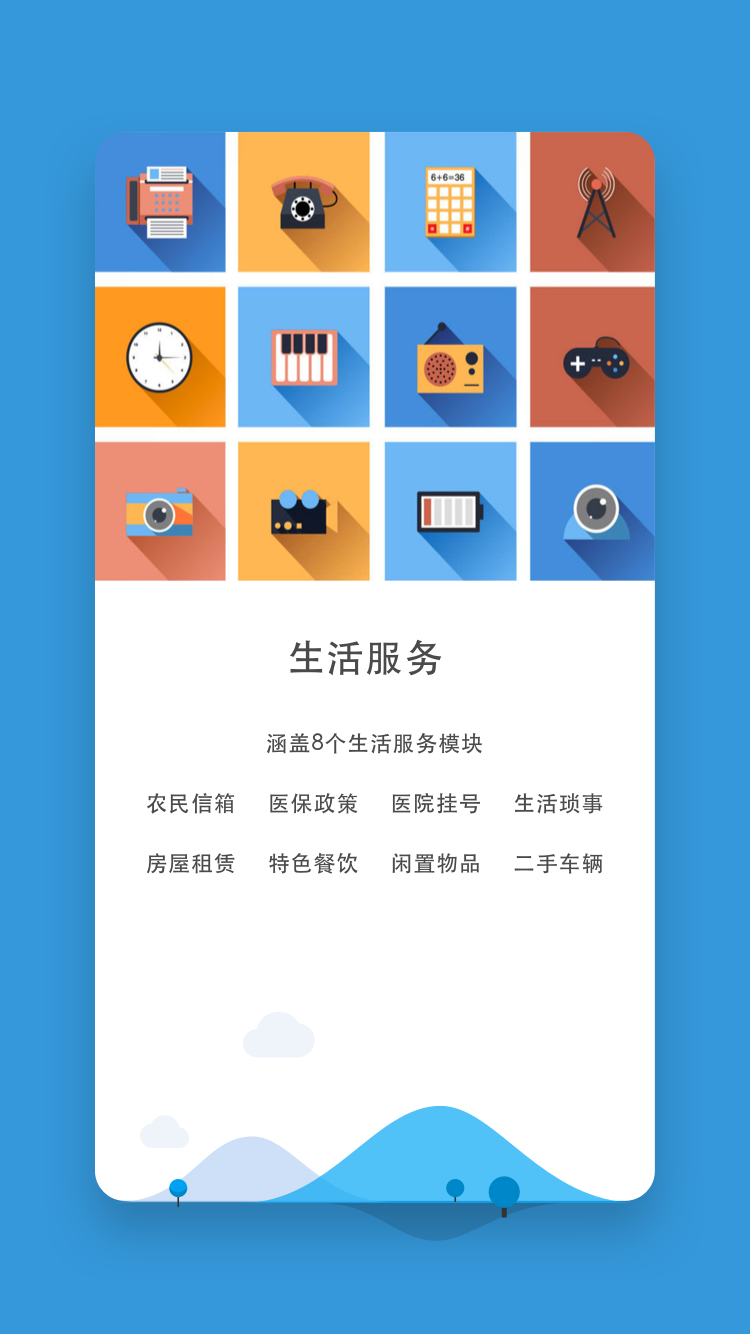 6+6=36
生活服务
涵盖8个生活服务模块
农民信箱 医保政策 医院挂号 生活琐事
房屋租赁 特色餐饮 闲置物品 二手车辆